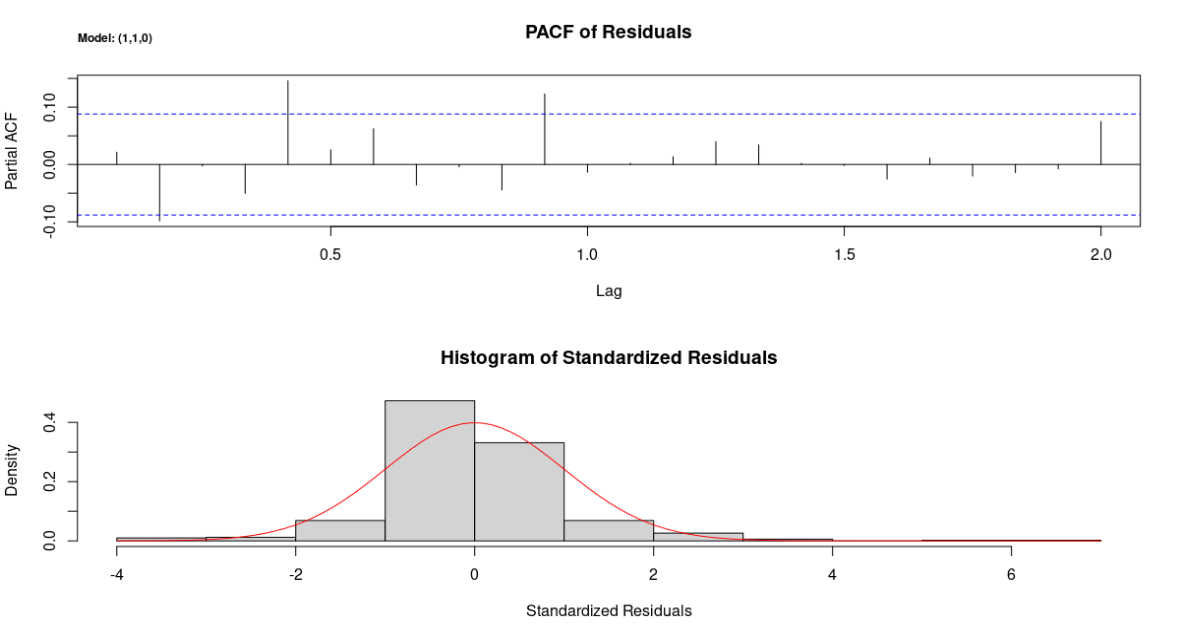 PACF of Residuals
Model: (1,1,0)
Partial ACF
0.10
0.00
-0.10
0.5 1.0 1.5 2.0
Lag
Histogram of Standardized Residuals
Density
0.4
0.2
0.0
-4 -2 0 2 4 6
Standardized Residuals